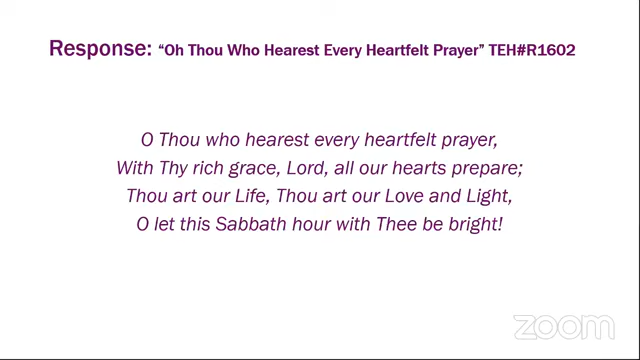 Response: “Oh Thou Who Hearest Every Heartfelt Prayer” TEH#R1602
O Thou who hearest every heartfelt prayer,
With Thy rich grace, Lord, all our hearts prepare;
Thou art our Life, Thou art our Love and Light,
O let this Sabbath hour with Thee be bright!
zoom